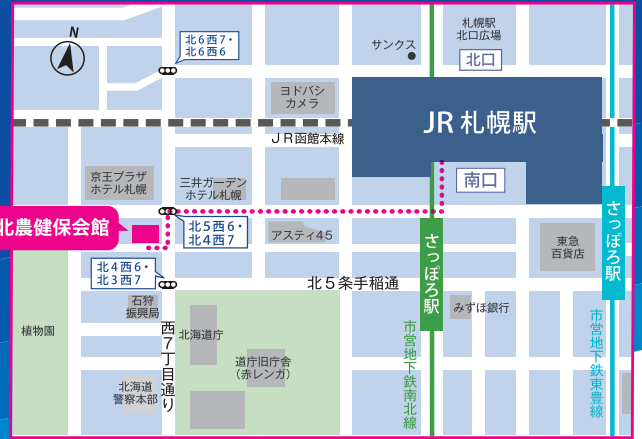 N
北6西7・
北6西6
サンクス
札幌駅
北口広場
北口
ヨドバシ
カメラ
JR 札幌駅
JR函館本線
京王プラザ
ホテル札幌
三井ガーデン
ホテル札幌
南口
さっぽろ駅
北農健保会館
北5西6・
北4西7
アスティ45
さっぽろ駅
東急
百貨店
北4西6・
北3西7
北5条手稲通
石狩
振興局
みずほ銀行
植物園
西7丁目通り
北海道庁
市営地下鉄南北線
市営地下鉄東豊線
道庁旧庁舎
(赤レンガ)
北海道
警察本部